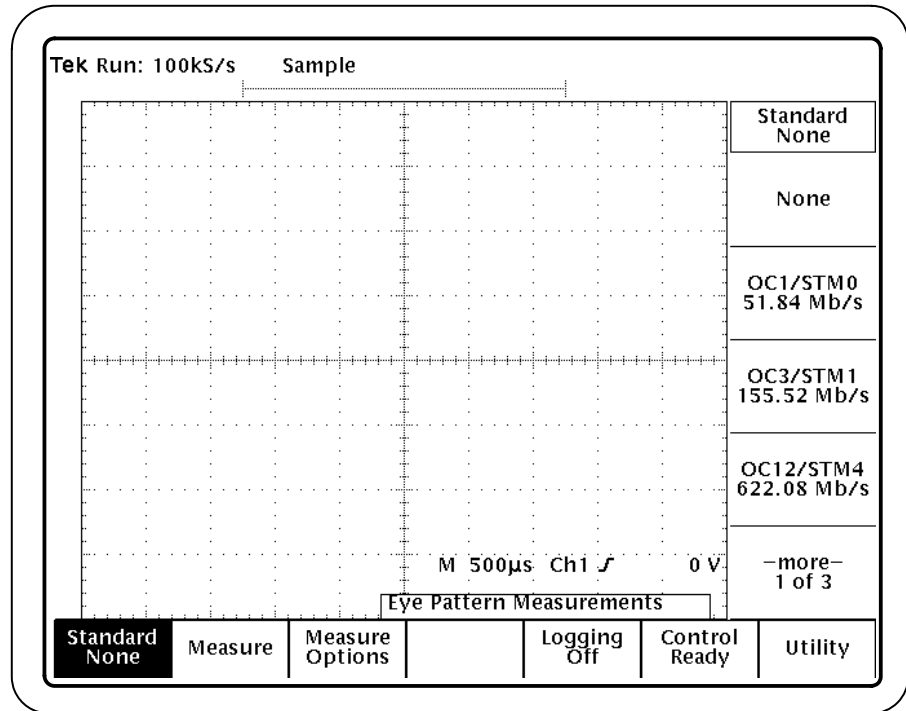 Tek Run: 100kS/s Sample
Standard
None
None
OC1/STM0
51.84 Mb/s
OC3/STM1
155.52 Mb/s
OC12/STM4
622.08 Mb/s
–more–
1 of 3
M 500µs Ch1 0 V
Eye Pattern Measurements
Standard
None
Measure
Measure
Options
Logging
Off
Control
Ready
Utility